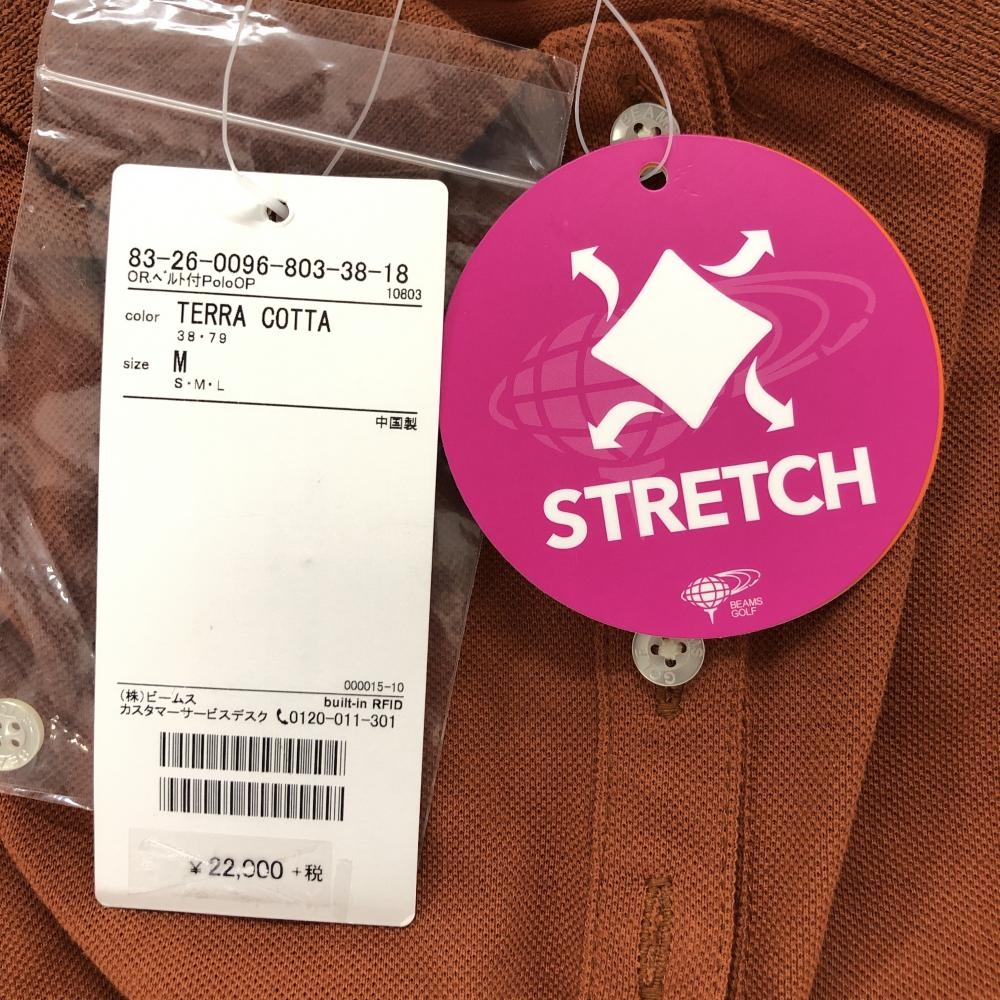 83-26-0096-803-38-18
OR.ﾍﾞﾙﾄ付PoloOP
10803
color TERRA COTTA
38・79
size M
S・M・L
中国製
000015-10
(株)ビームス built-in RFID
カスタマーサービスデスク 0120-011-301
¥22,000 +税
STRETCH
BEAMS
GOLF